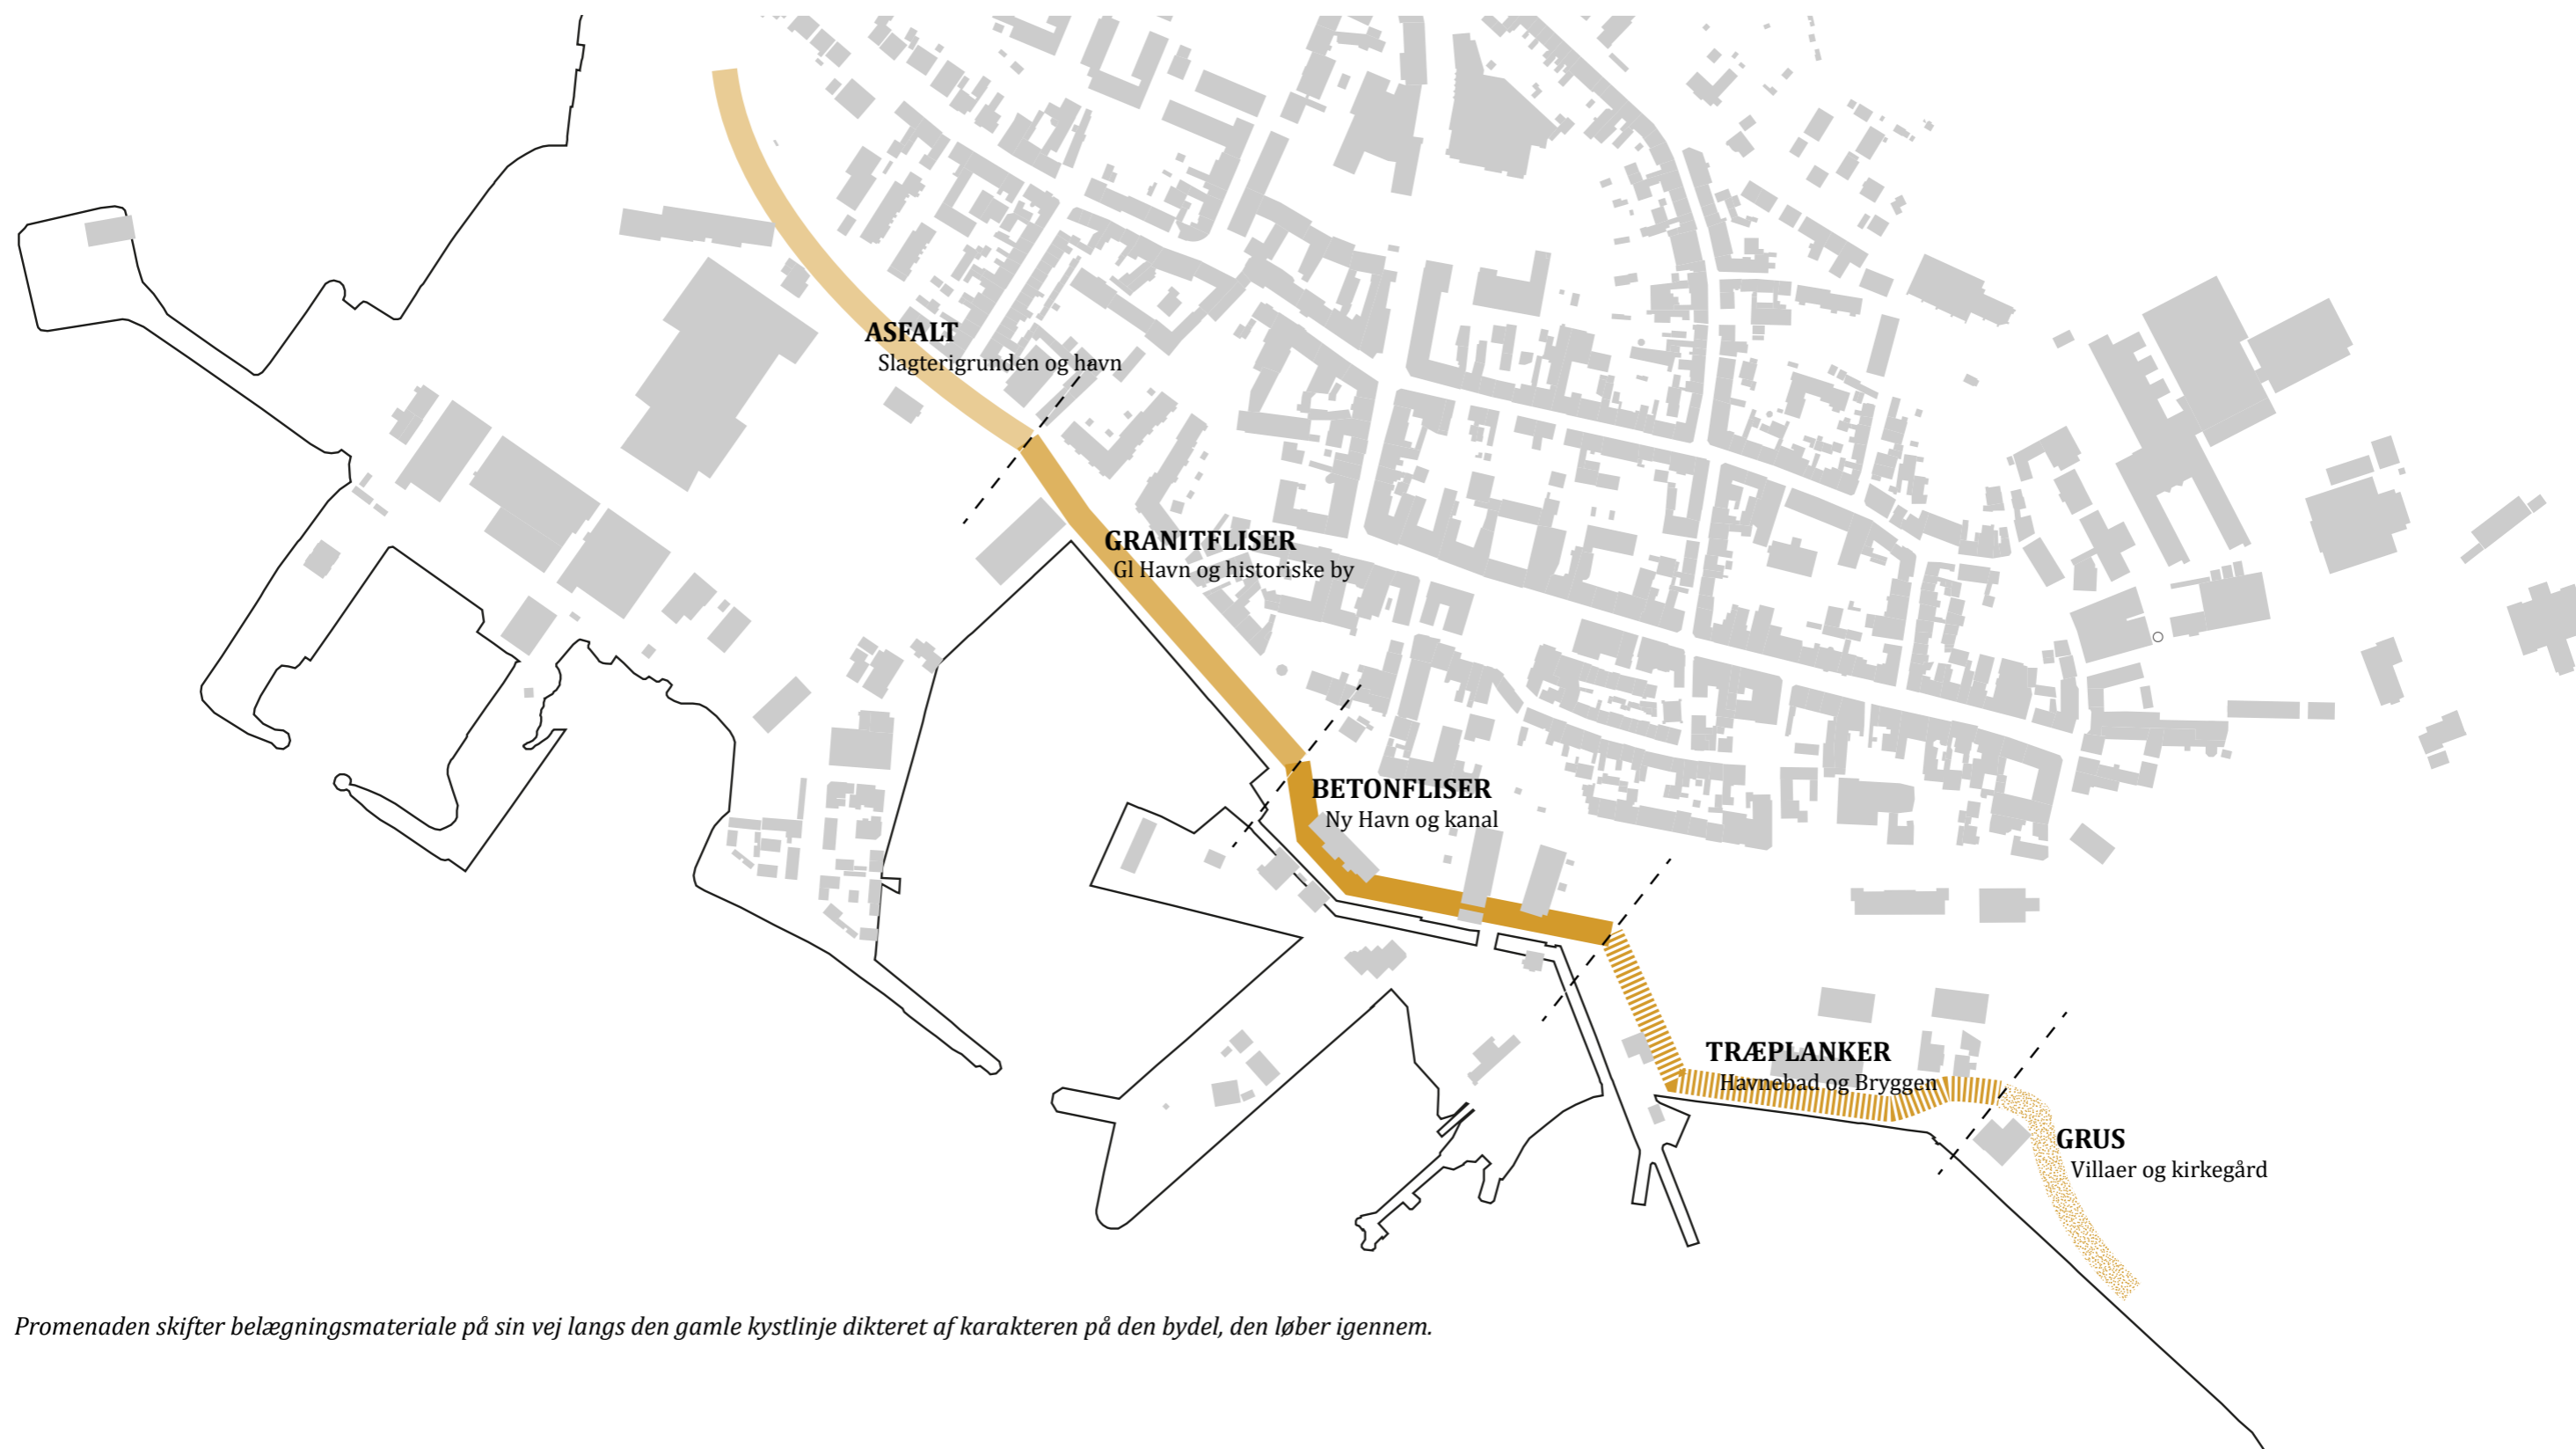 ASFALT
Slagterigrunden og havn
GRANITFLISER
Gl Havn og historiske by
BETONFLISER
Ny Havn og kanal
TRÆPLANKER
Havnebad og Bryggen
GRUS
Villaer og kirkegård
Promenaden skifter belægningsmateriale på sin vej langs den gamle kystlinje dikteret af karakteren på den bydel, den løber igennem.